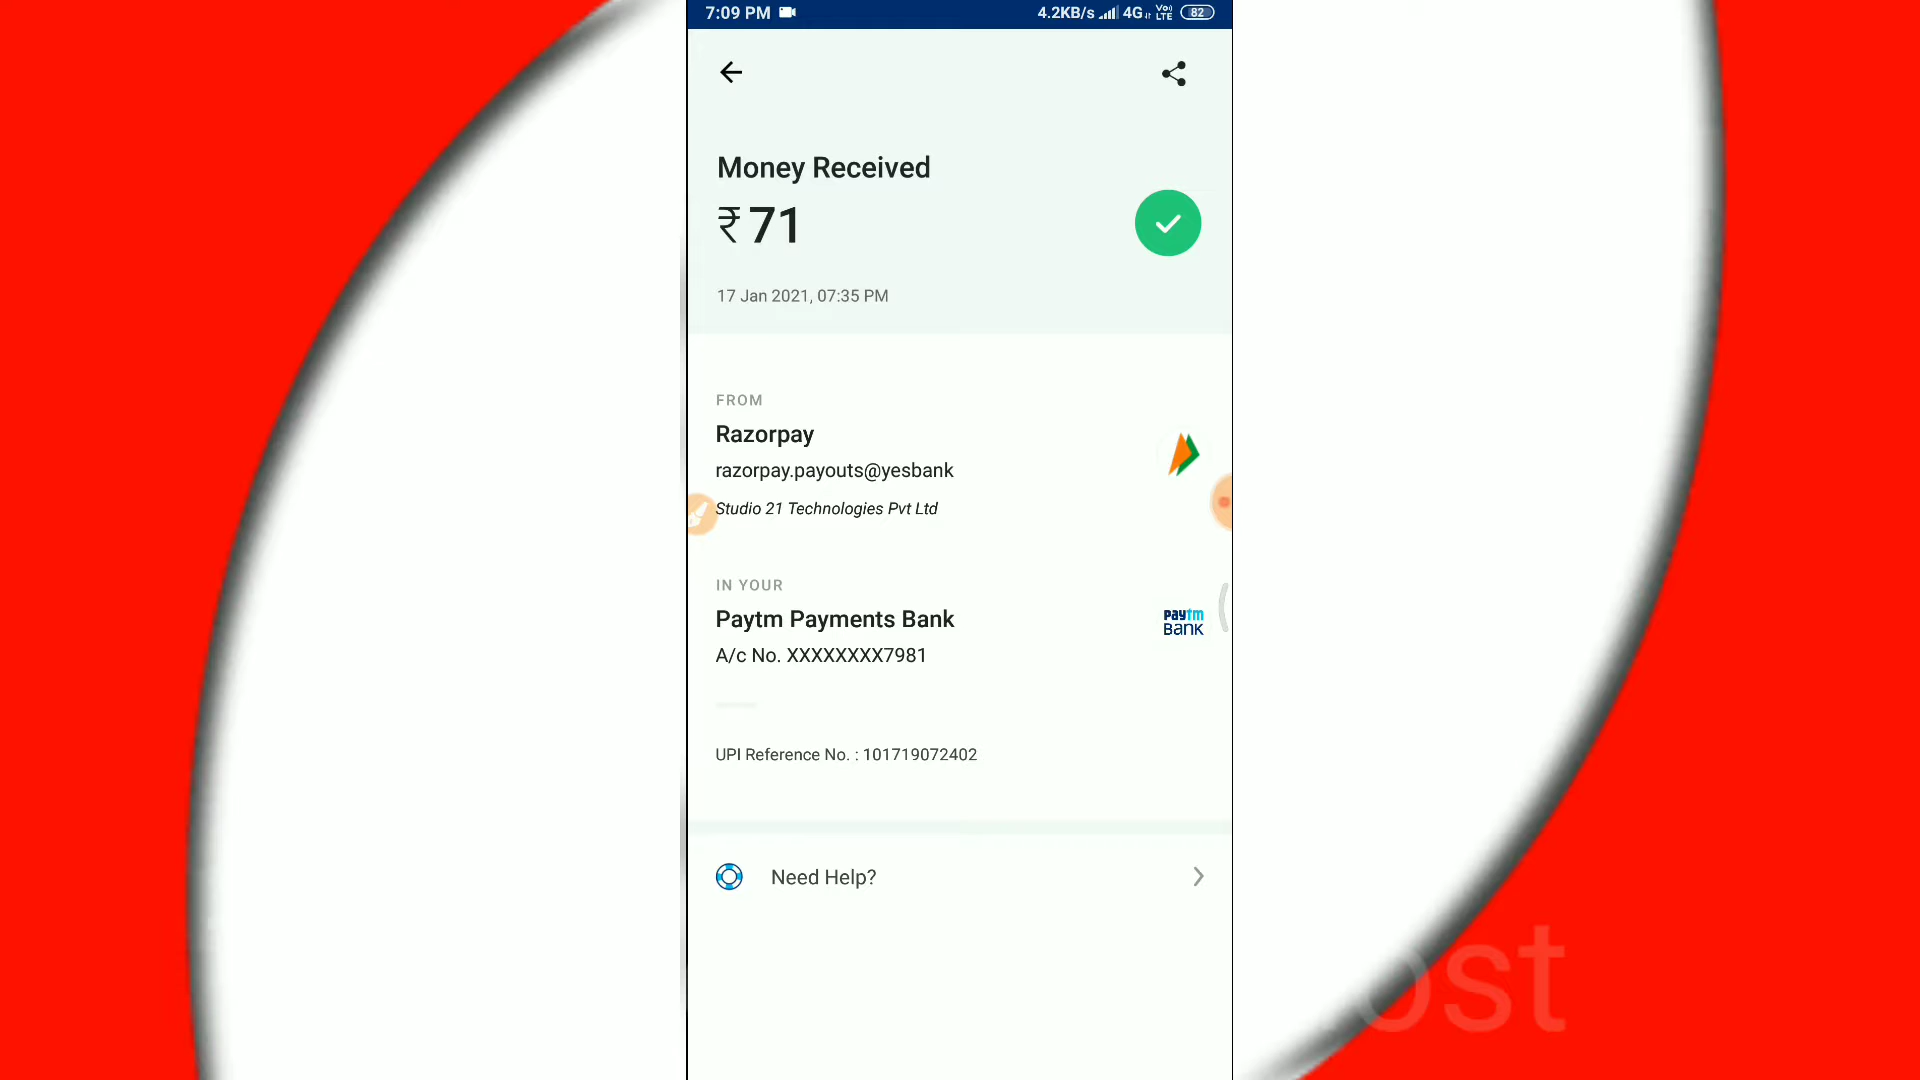 7:09 PM
4.2KB/s 4G Vo) LTE 82
Money Received
₹71
17 Jan 2021, 07:35 PM
FROM
Razorpay
razorpay.payouts@yesbank
Studio 21 Technologies Pvt Ltd
IN YOUR
Paytm Payments Bank
paytm
BANK
A/c No. XXXXXXXX7981
UPI Reference No. : 101719072402
Need Help?